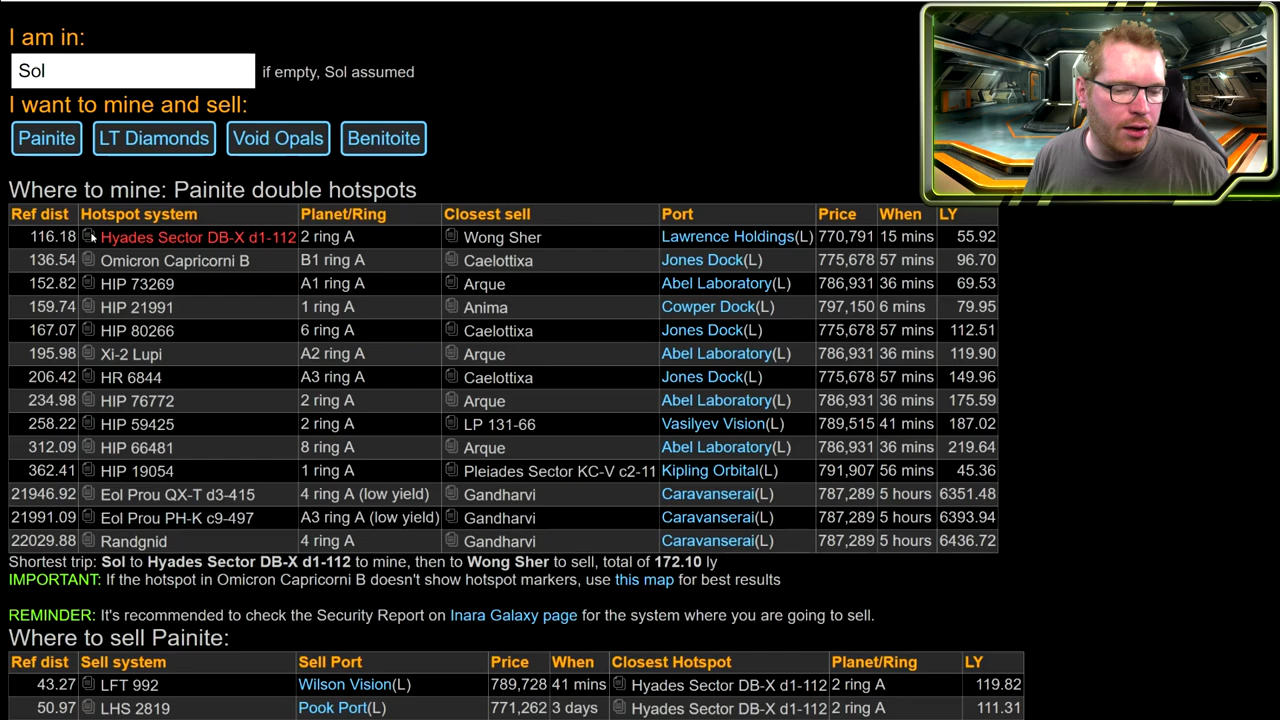 I am in:
Sol if empty, Sol assumed
I want to mine and sell:
Painite LT Diamonds Void Opals Benitoite
Where to mine: Painite double hotspots
Ref dist Hotspot system Planet/Ring Closest sell Port Price When LY
116.18 Hyades Sector DB-X d1-112 2 ring A Wong Sher Lawrence Holdings(L) 770,791 15 mins 55.92
136.54 Omicron Capricorni B B1 ring A Caelottixa Jones Dock(L) 775,678 57 mins 96.70
152.82 HIP 73269 A1 ring A Arque Abel Laboratory(L) 786,931 36 mins 69.53
159.74 HIP 21991 1 ring A Anima Cowper Dock(L) 797,150 6 mins 79.95
167.07 HIP 80266 6 ring A Caelottixa Jones Dock(L) 775,678 57 mins 112.51
195.98 Xi-2 Lupi A2 ring A Arque Abel Laboratory(L) 786,931 36 mins 119.90
206.42 HR 6844 A3 ring A Caelottixa Jones Dock(L) 775,678 57 mins 149.96
234.98 HIP 76772 2 ring A Arque Abel Laboratory(L) 786,931 36 mins 175.59
258.22 HIP 59425 2 ring A LP 131-66 Vasilyev Vision(L) 789,515 41 mins 187.02
312.09 HIP 66481 8 ring A Arque Abel Laboratory(L) 786,931 36 mins 219.64
362.41 HIP 19054 1 ring A Pleiades Sector KC-V c2-11 Kipling Orbital(L) 791,907 56 mins 45.36
21946.92 Eol Prou QX-T d3-415 4 ring A (low yield) Gandharvi Caravanserai(L) 787,289 5 hours 6351.48
21991.09 Eol Prou PH-K c9-497 A3 ring A (low yield) Gandharvi Caravanserai(L) 787,289 5 hours 6393.94
22029.88 Randgnid 4 ring A Gandharvi Caravanserai(L) 787,289 5 hours 6436.72
Shortest trip: Sol to Hyades Sector DB-X d1-112 to mine, then to Wong Sher to sell, total of 172.10 ly
IMPORTANT: If the hotspot in Omicron Capricorni B doesn't show hotspot markers, use this map for best results
REMINDER: It's recommended to check the Security Report on Inara Galaxy page for the system where you are going to sell.
Where to sell Painite:
Ref dist Sell system Sell Port Price When Closest Hotspot Planet/Ring LY
43.27 LFT 992 Wilson Vision(L) 789,728 41 mins Hyades Sector DB-X d1-112 2 ring A 119.82
50.97 LHS 2819 Pook Port(L) 771,262 3 days Hyades Sector DB-X d1-112 2 ring A 111.31